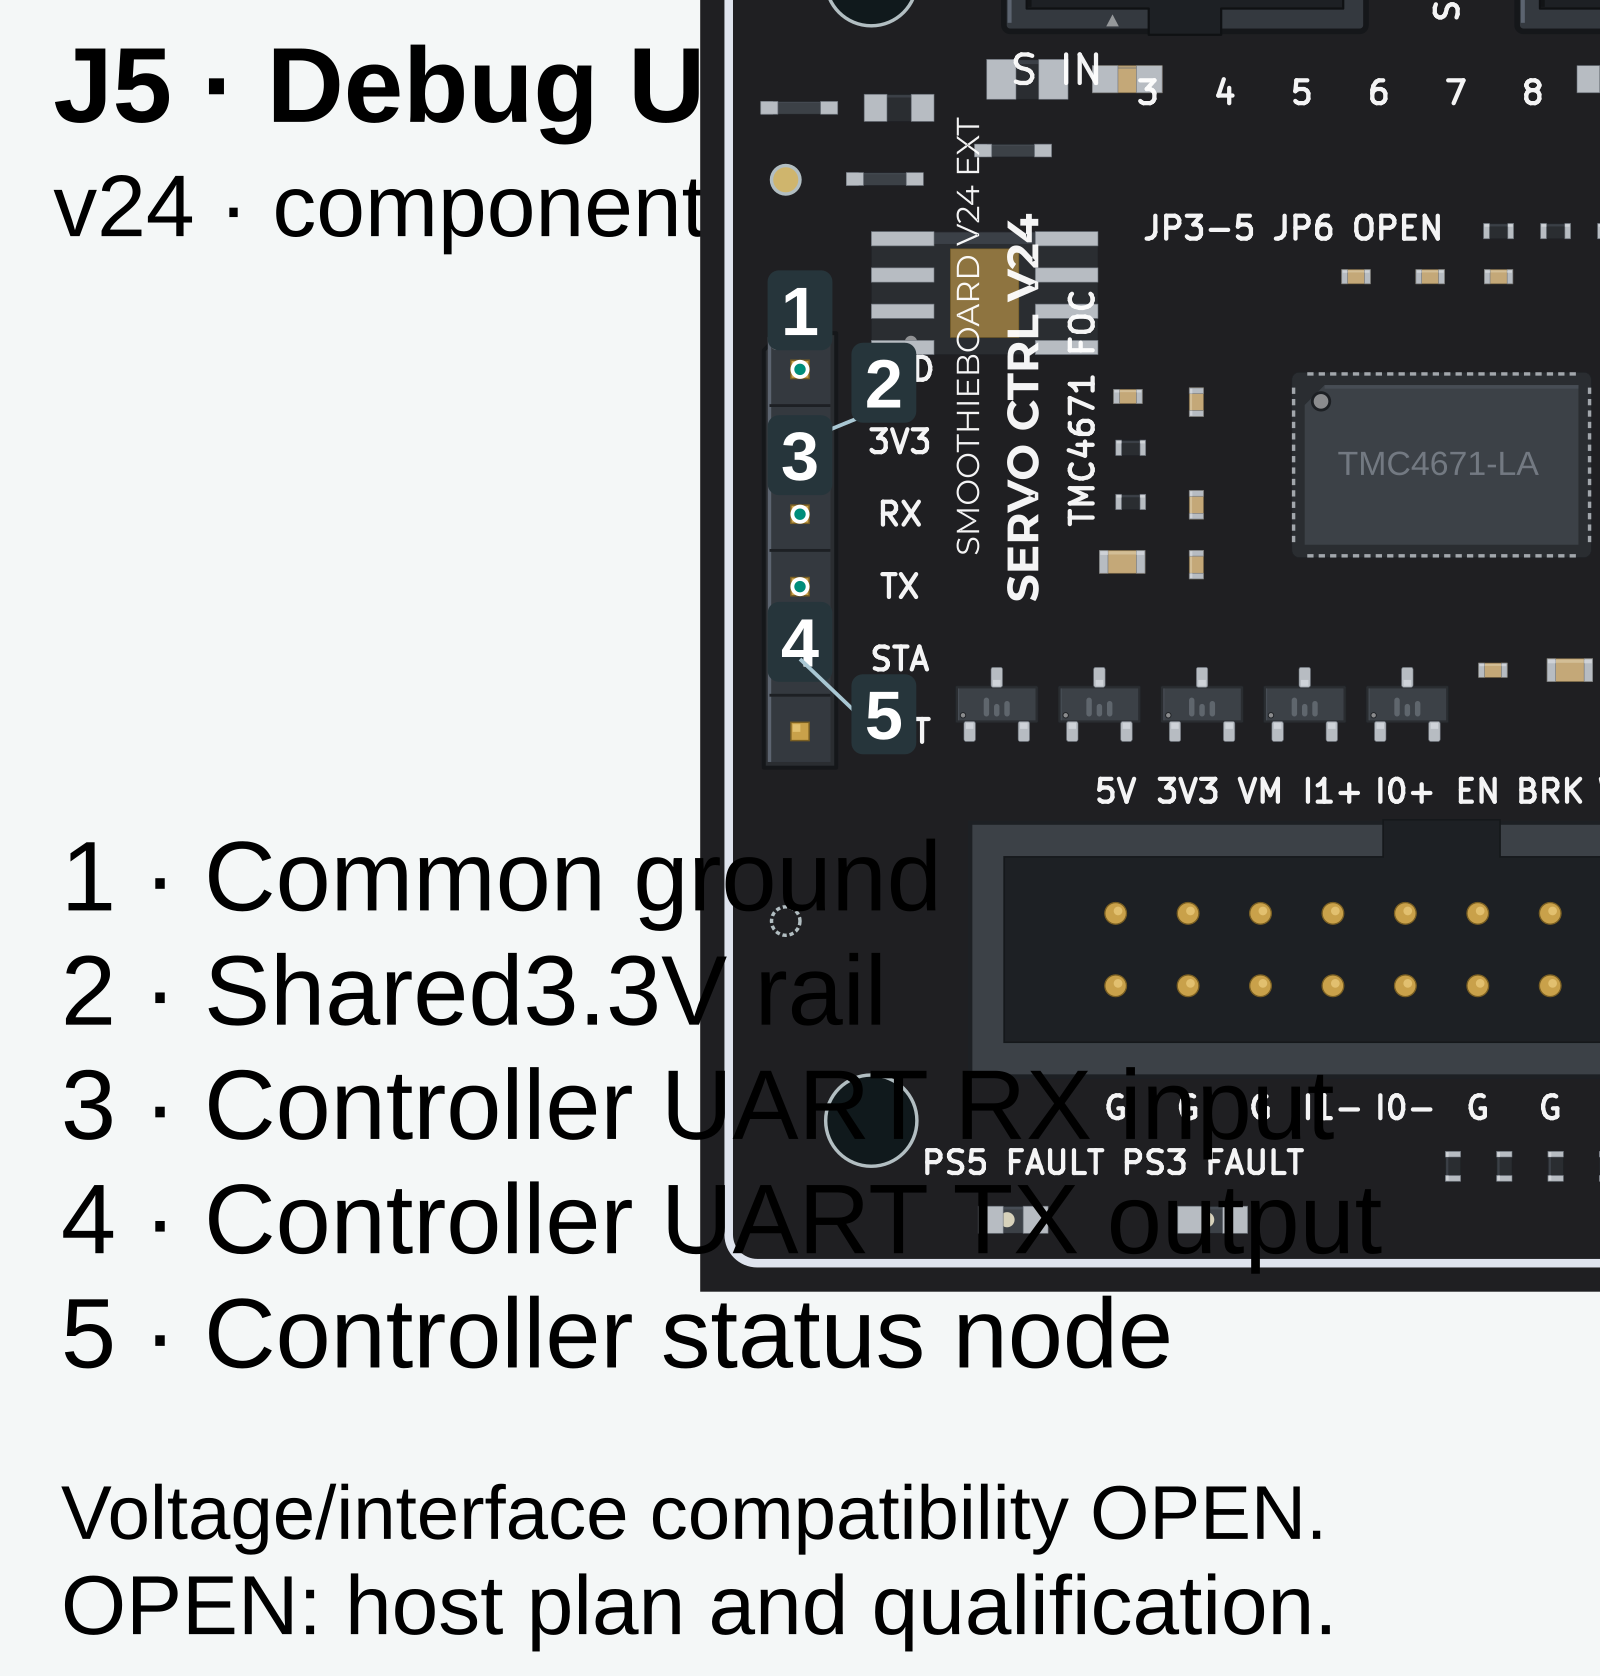 J5 · Debug U
v24 · component
S IN
3 4 5 6 7 8
S
JP3-5 JP6 OPEN
SMOOTHIEBOARD V24 EXT
SERVO CTRL V24
TMC4671 FOC
TMC4671-LA
1
2
D
3
3V3
RX
TX
4
STA
5
T
5V 3V3 VM I1+ I0+ EN BRK
1 · Common ground
2 · Shared3.3V rail
3 · Controller UART RX input
G G G I1- I0- G G
PS5 FAULT PS3 FAULT
4 · Controller UART TX output
5 · Controller status node
Voltage/interface compatibility OPEN.
OPEN: host plan and qualification.